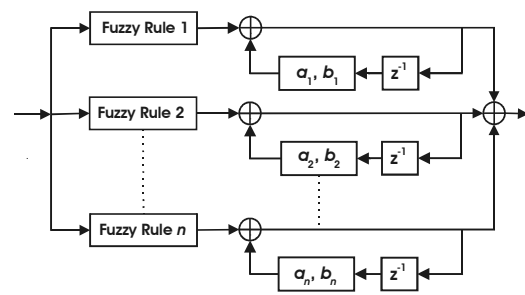 Fuzzy Rule 1
a₁, b₁
z⁻¹
Fuzzy Rule 2
a₂, b₂
z⁻¹
Fuzzy Rule n
aₙ, bₙ
z⁻¹